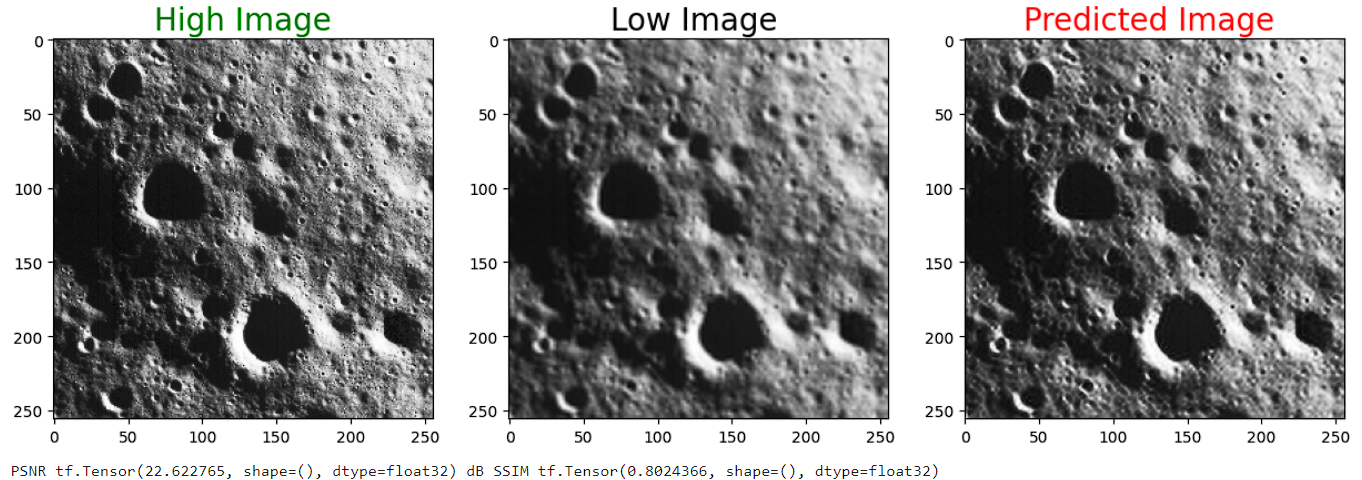 High Image Low Image Predicted Image
0 0 0
50 50 50
100 100 100
150 150 150
200 200 200
250 250 250
0 50 100 150 200 250 0 50 100 150 200 250 0 50 100 150 200 250
PSNR tf.Tensor(22.622765, shape=(), dtype=float32) dB SSIM tf.Tensor(0.8024366, shape=(), dtype=float32)